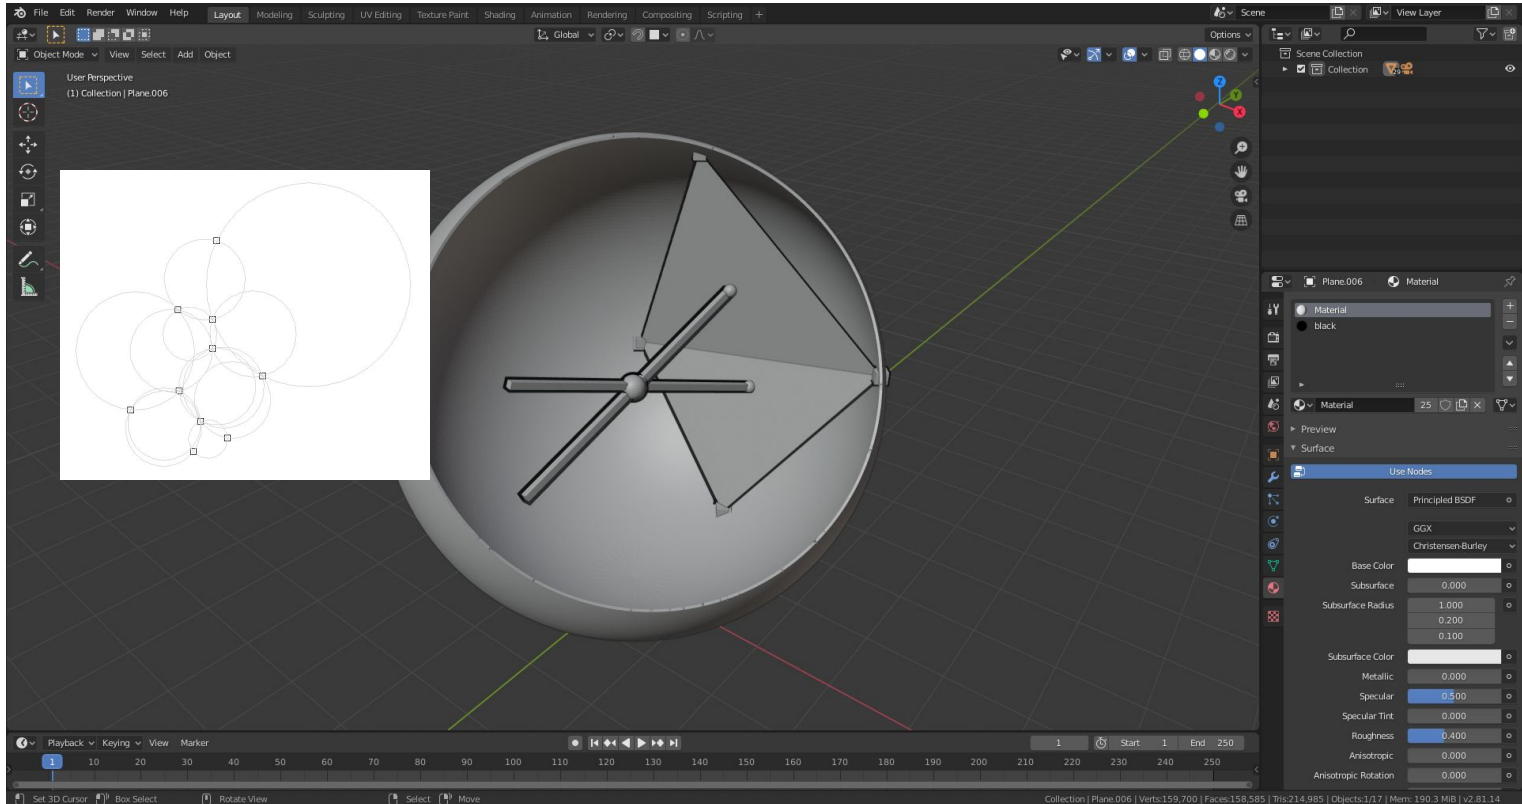 File Edit Render Window Help Layout Modeling Sculpting UV Editing Texture Paint Shading Animation Rendering Compositing Scripting + Scene View Layer
Global Options
Object Mode View Select Add Object
User Perspective
(1) Collection | Plane.006
Z
Y
X
Scene Collection
Collection 29
Plane.006 Material
Material
black
Material 25
Preview
Surface
Use Nodes
Surface Principled BSDF
GGX
Christensen-Burley
Base Color
Subsurface 0.000
Subsurface Radius 1.000
0.200
0.100
Subsurface Color
Metallic 0.000
Specular 0.500
Specular Tint 0.000
Roughness 0.400
Anisotropic 0.000
Anisotropic Rotation 0.000
Playback Keying View Marker 1 Start 1 End 250
1 10 20 30 40 50 60 70 80 90 100 110 120 130 140 150 160 170 180 190 200 210 220 230 240 250
Set 3D Cursor Box Select Rotate View Select Move Collection | Plane.006 | Verts:159,700 | Faces:158,585 | Tris:214,985 | Objects:1/17 | Mem: 190.3 MiB | v2.81.14